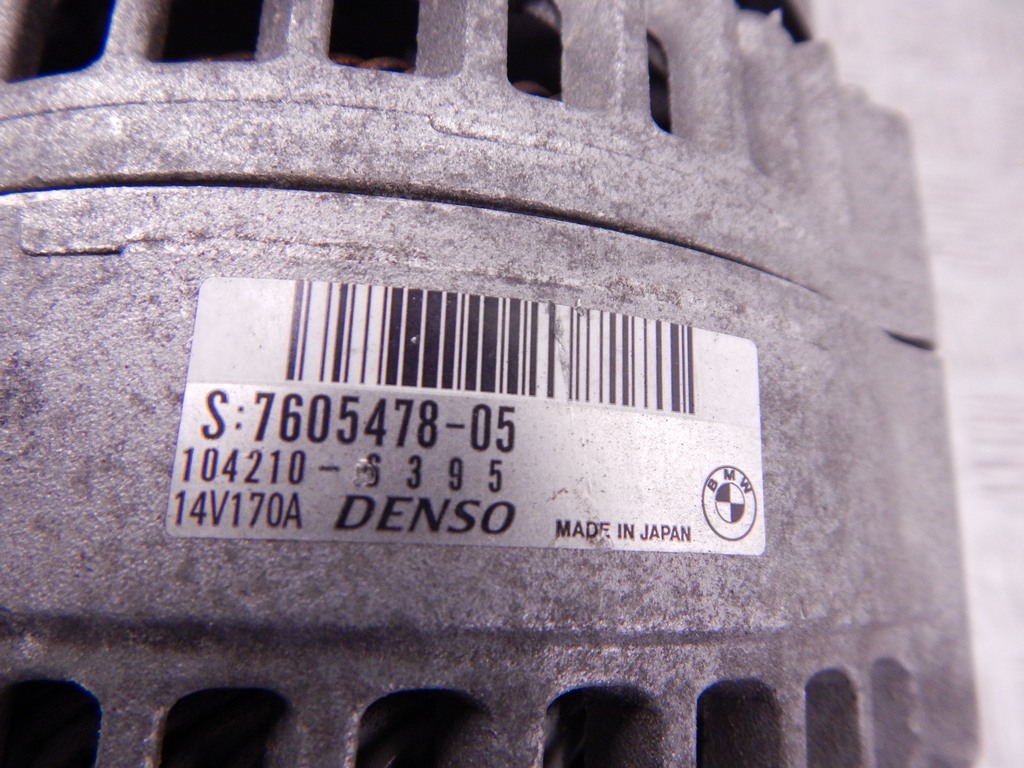 S:7605478-05
104210-6395
14V170A DENSO MADE IN JAPAN
BMW